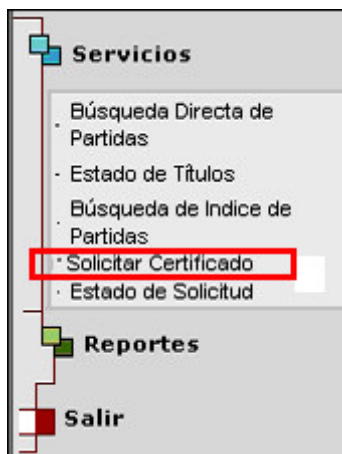 Servicios
Búsqueda Directa de
Partidas
- Estado de Títulos
Búsqueda de Indice de
Partidas
Solicitar Certificado
Estado de Solicitud
Reportes
Salir